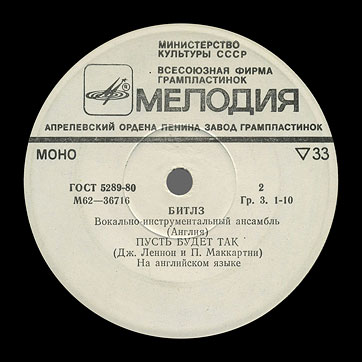 МИНИСТЕРСТВО
КУЛЬТУРЫ СССР
ВСЕСОЮЗНАЯ ФИРМА
ГРАМПЛАСТИНОК
МЕЛОДИЯ
АПРЕЛЕВСКИЙ ОРДЕНА ЛЕНИНА ЗАВОД ГРАМПЛАСТИНОК
МОНО ▽33
ГОСТ 5289-80 2
М62—36716 Гр. 3. 1-10
БИТЛЗ
Вокально-инструментальный ансамбль
(Англия)
ПУСТЬ БУДЕТ ТАК
(Дж. Леннон и П. Маккартни)
На английском языке